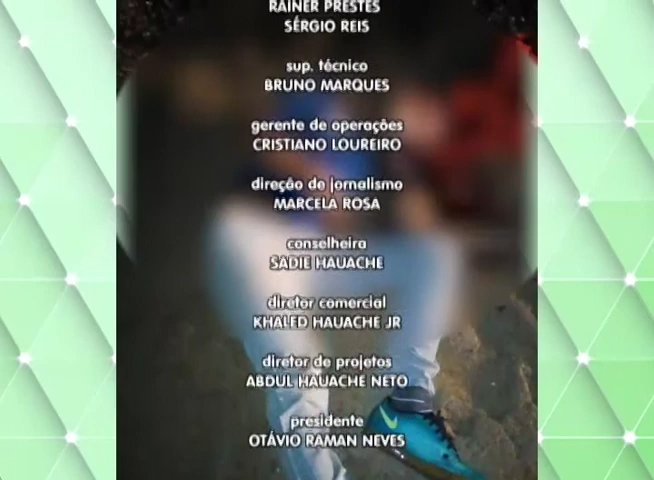 RAINER PRESTES
SÉRGIO REIS
sup. técnico
BRUNO MARQUES
gerente de operações
CRISTIANO LOUREIRO
direção de jornalismo
MARCELA ROSA
conselheira
SADIE HAUACHE
diretor comercial
KHALED HAUACHE JR
diretor de projetos
ABDUL HAUACHE NETO
presidente
OTÁVIO RAMAN NEVES